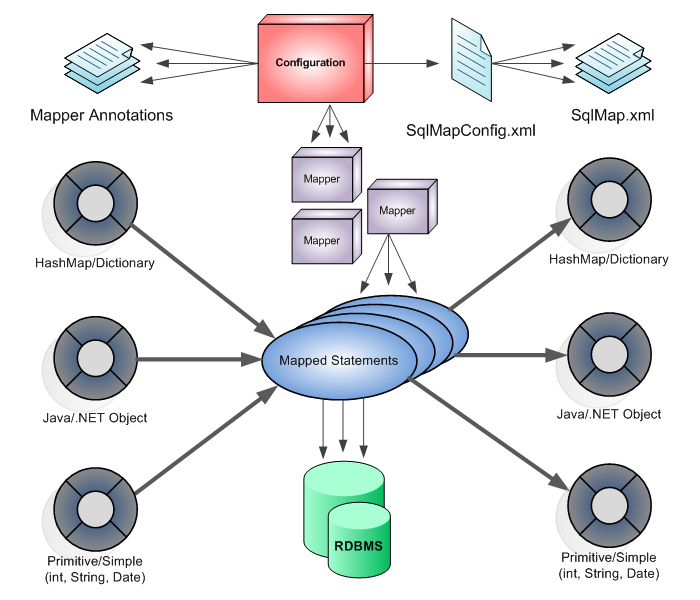 Configuration
Mapper Annotations
SqlMapConfig.xml
SqlMap.xml
Mapper
Mapper
Mapper
HashMap/Dictionary
HashMap/Dictionary
Mapped Statements
Java/.NET Object
Java/.NET Object
RDBMS
Primitive/Simple
(int, String, Date)
Primitive/Simple
(int, String, Date)